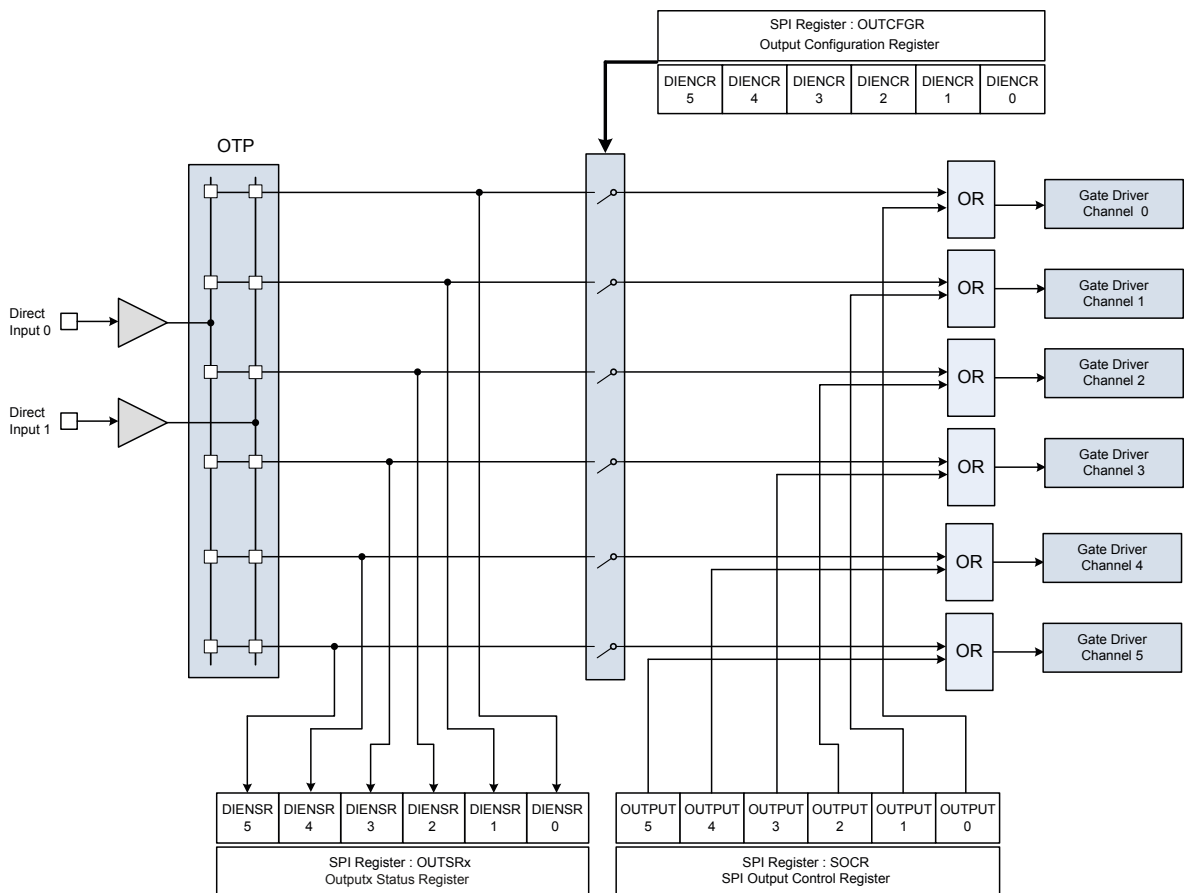 SPI Register : OUTCFGR
Output Configuration Register
DIENCR DIENCR DIENCR DIENCR DIENCR DIENCR
5 4 3 2 1 0
OTP
OR
Gate Driver
Channel 0
OR
Gate Driver
Channel 1
Direct
Input 0
OR
Gate Driver
Channel 2
Direct
Input 1
OR
Gate Driver
Channel 3
OR
Gate Driver
Channel 4
OR
Gate Driver
Channel 5
DIENSR DIENSR DIENSR DIENSR DIENSR DIENSR
5 4 3 2 1 0
SPI Register : OUTSRx
Outputx Status Register
OUTPUT OUTPUT OUTPUT OUTPUT OUTPUT OUTPUT
5 4 3 2 1 0
SPI Register : SOCR
SPI Output Control Register